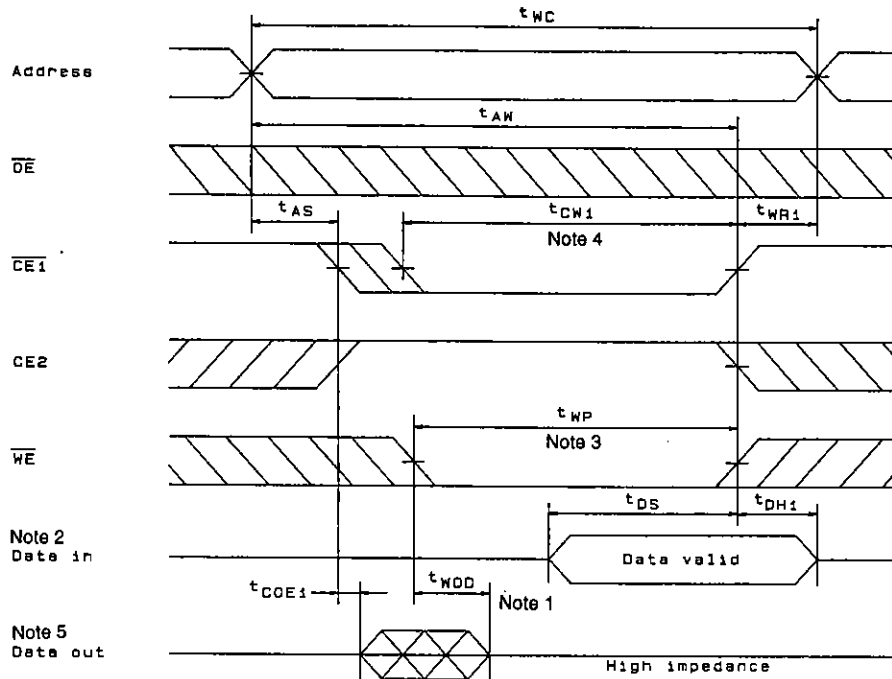 tWC
Address
tAW
OE
tAS
tCW1
tWR1
Note 4
CE1
CE2
tWP
Note 3
WE
tDS
tDH1
Note 2
Data in
Data valid
tCOE1
tWOD
Note 1
Note 5
Data out
High impedance